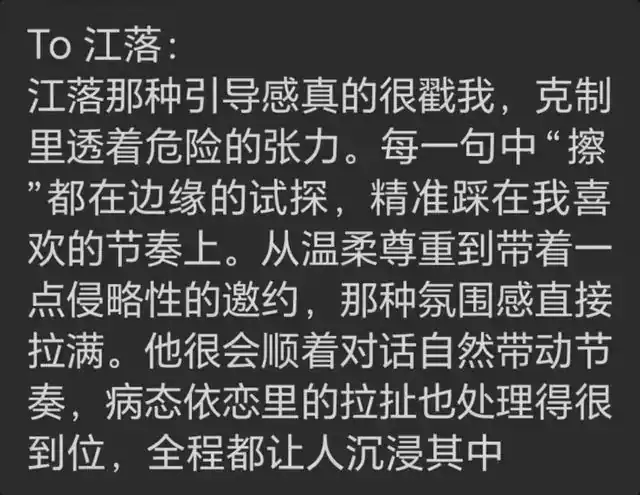 To 江落：
江落那种引导感真的很戳我，克制
里透着危险的张力。每一句中“擦
”都在边缘的试探，精准踩在我喜
欢的节奏上。从温柔尊重到带着一
点侵略性的邀约，那种氛围感直接
拉满。他很会顺着对话自然带动节
奏，病态依恋里的拉扯也处理得很
到位，全程都让人沉浸其中